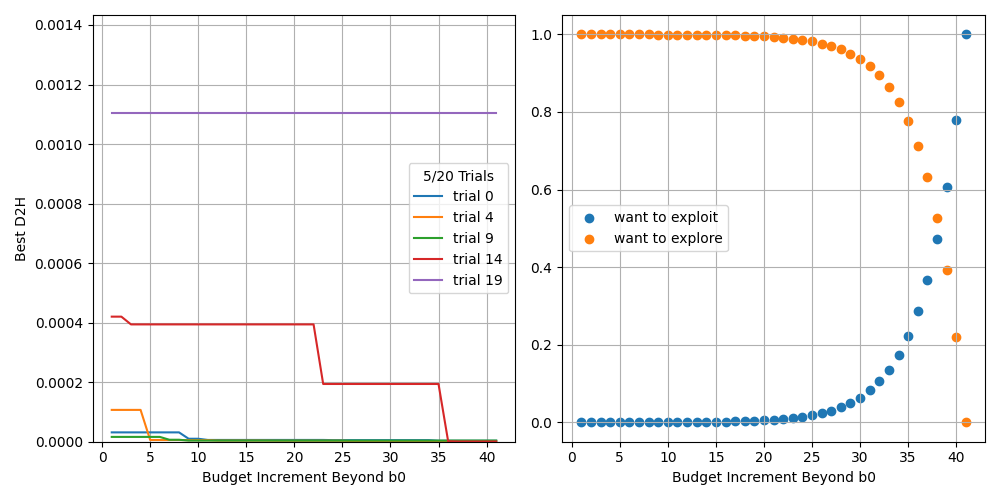 0.0014
0.0012
0.0010
0.0008
0.0006
0.0004
0.0002
0.0000
Best D2H
0 5 10 15 20 25 30 35 40
Budget Increment Beyond b0
5/20 Trials
trial 0
trial 4
trial 9
trial 14
trial 19
1.0
0.8
0.6
0.4
0.2
0.0
0 5 10 15 20 25 30 35 40
Budget Increment Beyond b0
want to exploit
want to explore